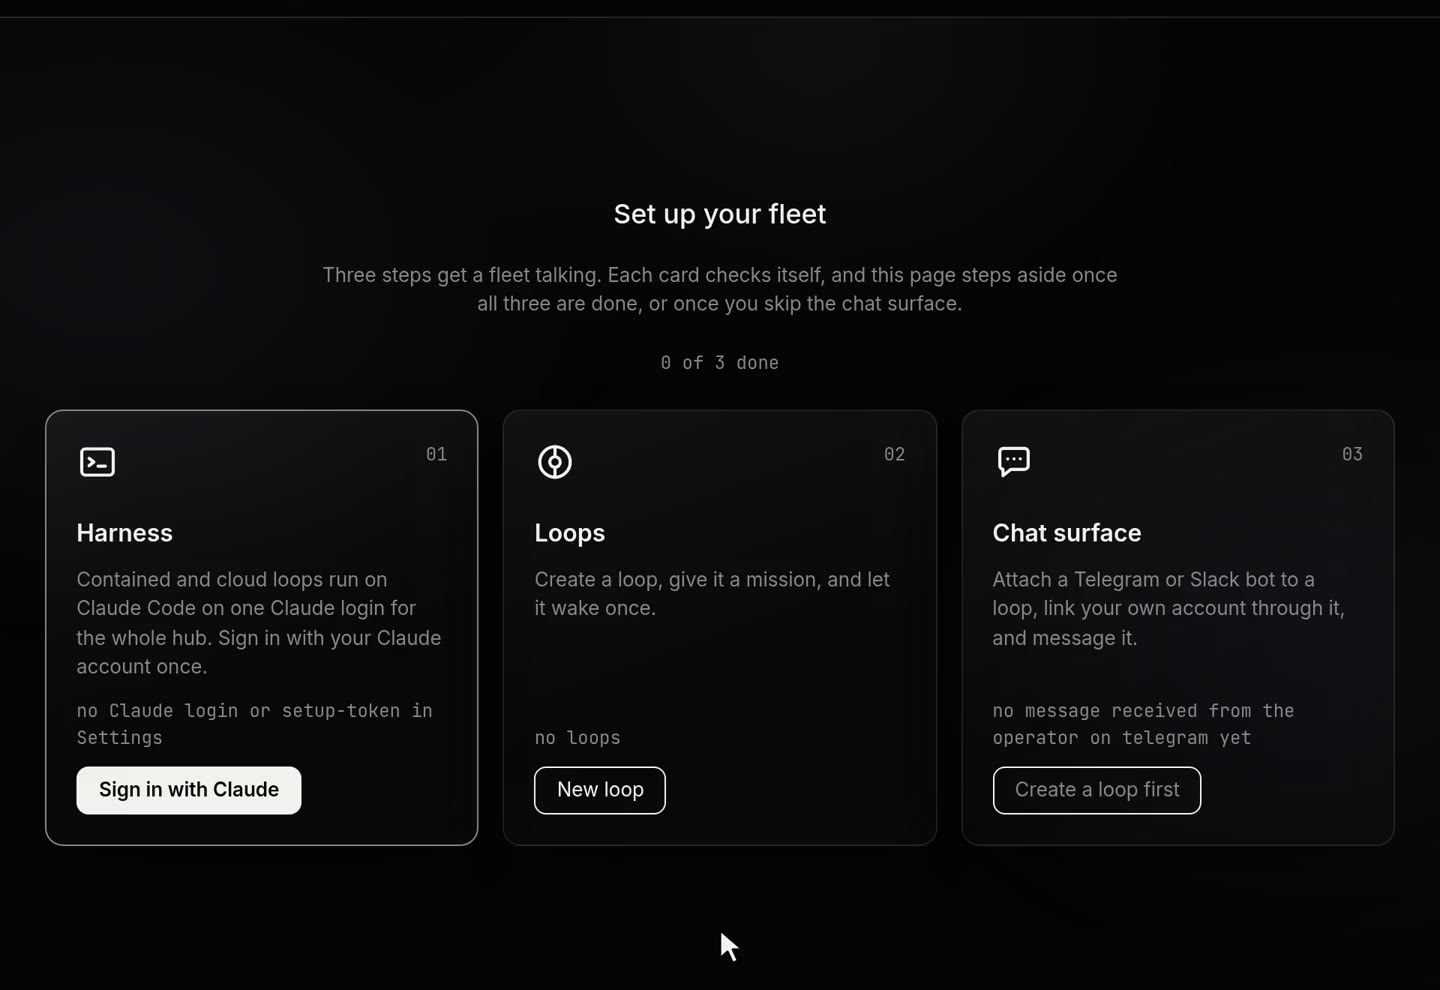 Set up your fleet
Three steps get a fleet talking. Each card checks itself, and this page steps aside once
all three are done, or once you skip the chat surface.
0 of 3 done
01
Harness
Contained and cloud loops run on
Claude Code on one Claude login for
the whole hub. Sign in with your Claude
account once.
no Claude login or setup-token in
Settings
Sign in with Claude
02
Loops
Create a loop, give it a mission, and let
it wake once.
no loops
New loop
03
Chat surface
Attach a Telegram or Slack bot to a
loop, link your own account through it,
and message it.
no message received from the
operator on telegram yet
Create a loop first